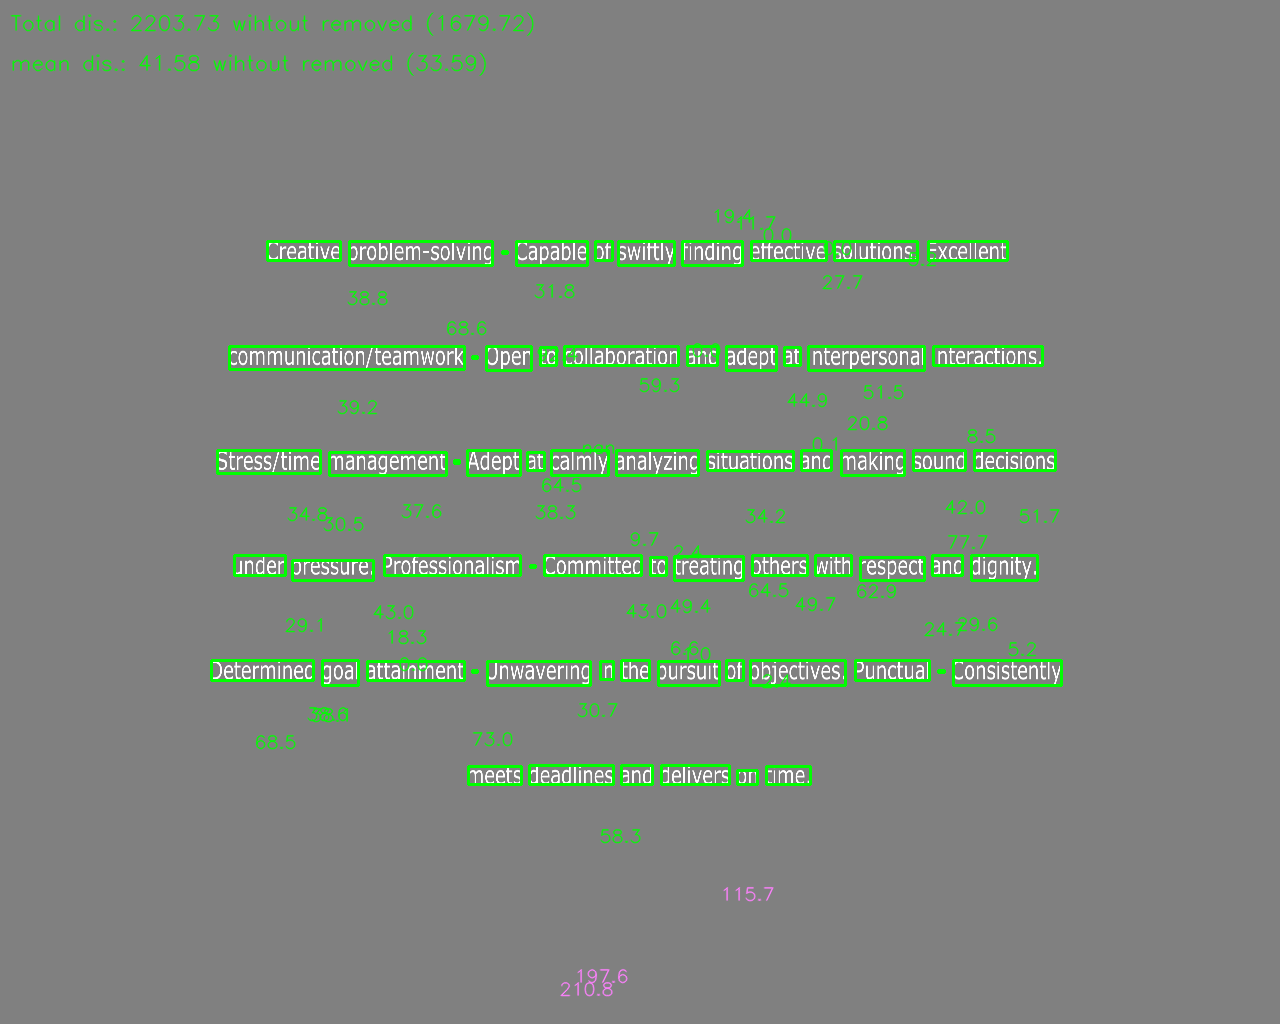 Total dis.: 2203.73 wihtout removed (1679.72)
mean dis.: 41.58 wihtout removed (33.59)
19.4
11.7
0.0
Creative problem-solving - Capable of swiftly finding effective solutions. Excellent
27.7
38.8 31.8
68.6
communication/teamwork - Open to collaboration and adept at interpersonal interactions.
59.3 51.5
39.2 44.9
20.8
0.1 8.5
Stress/time management - Adept at calmly analyzing situations and making sound decisions
64.5
34.8 30.5 37.6 38.3 34.2 42.0 51.7
9.7 2.4 77.7
under pressure. Professionalism - Committed to treating others with respect and dignity.
64.5 62.9
43.0 43.0 49.4 49.7
29.1 18.3 24.7 29.6
6.6 5.2
Determined goal attainment - Unwavering in the pursuit of objectives. Punctual - Consistently
30.7
68.5 73.0
meets deadlines and delivers on time.
58.3
115.7
197.6
210.8